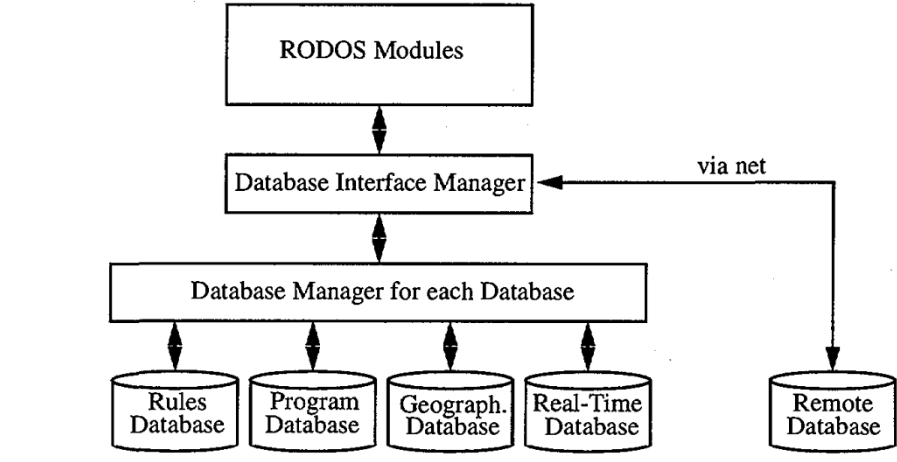 RODOS Modules
via net
Database Interface Manager
Database Manager for each Database
Rules
Database
Program
Database
Geograph.
Database
Real-Time
Database
Remote
Database